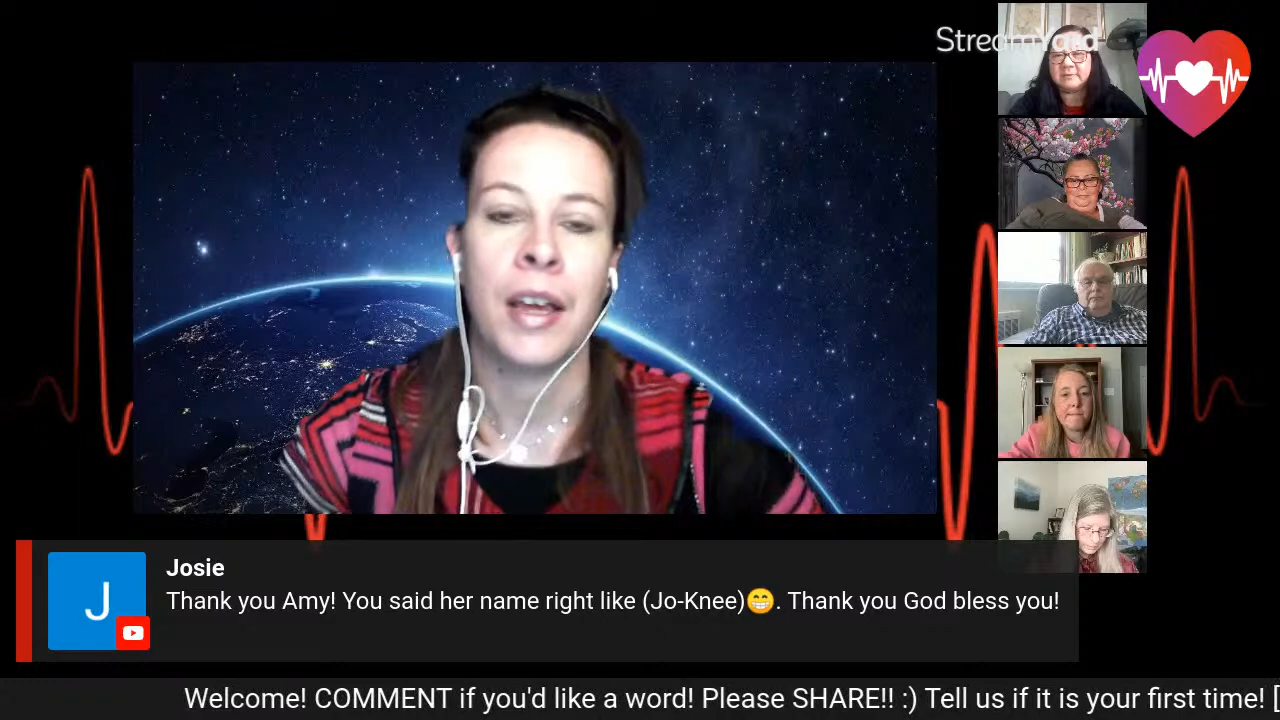 StreamYard
Josie
J
Thank you Amy! You said her name right like (Jo-Knee)😁. Thank you God bless you!
Welcome! COMMENT if you'd like a word! Please SHARE!! :) Tell us if it is your first time! [